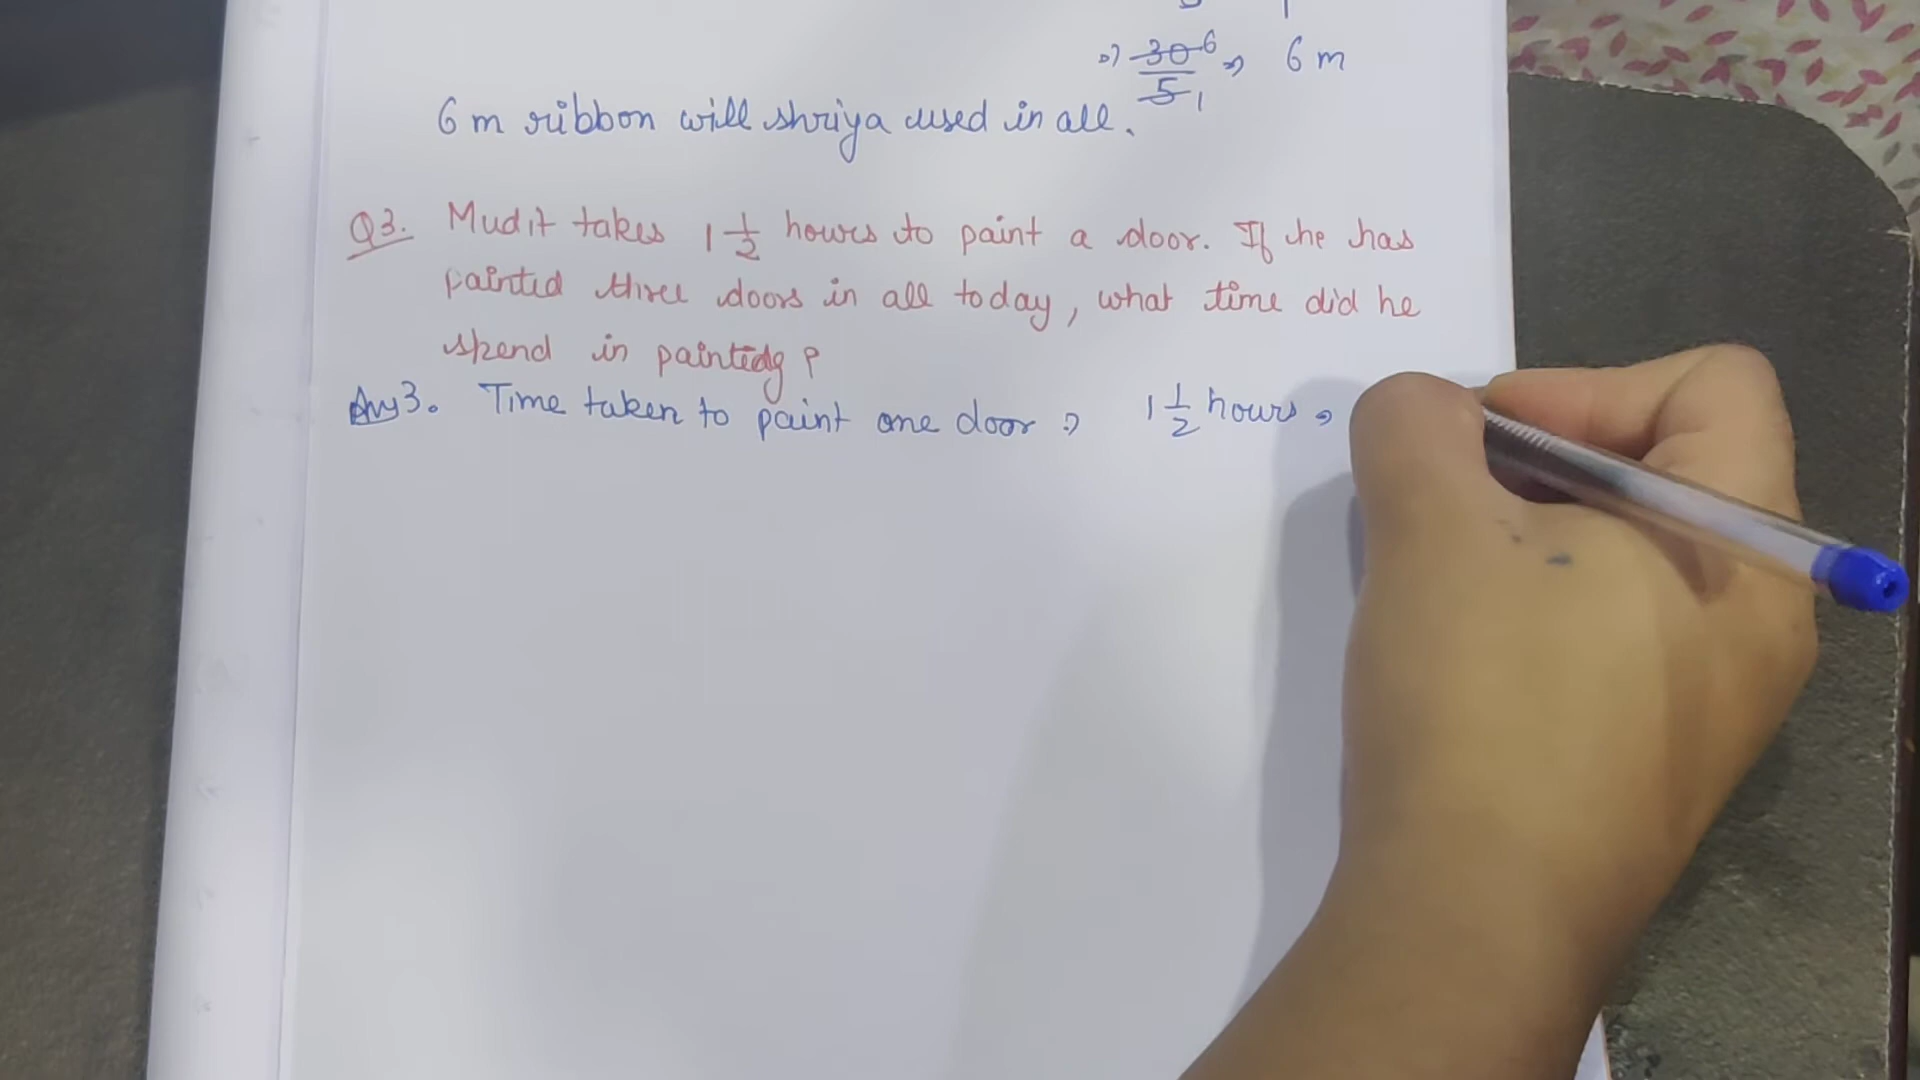 ⇒ 30 6 / 5 1 ⇒ 6 m
6 m ribbon will shriya used in all.
Q3. Mudit takes 1 1/2 hours to paint a door. If he has
painted three doors in all today, what time did he
spend in painting?
Ans3. Time taken to paint one door ⇒ 1 1/2 hours ⇒